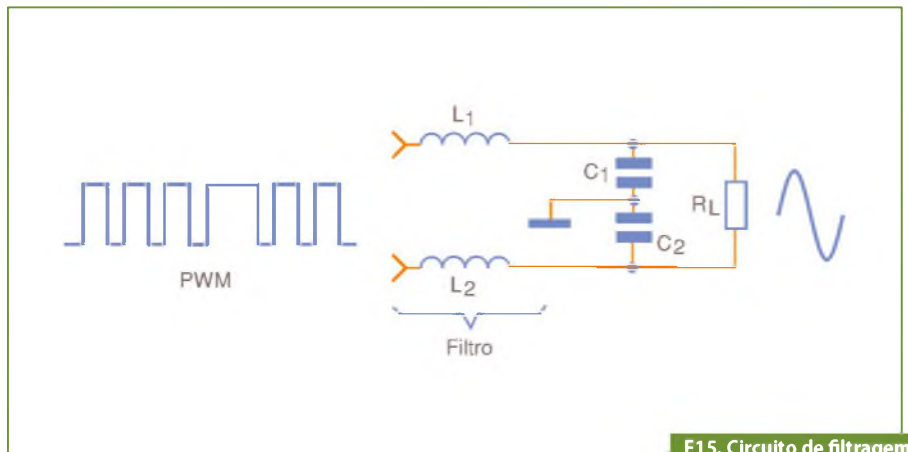 L1
C1
RL
C2
PWM
L2
Filtro
F15. Circuito de filtragem